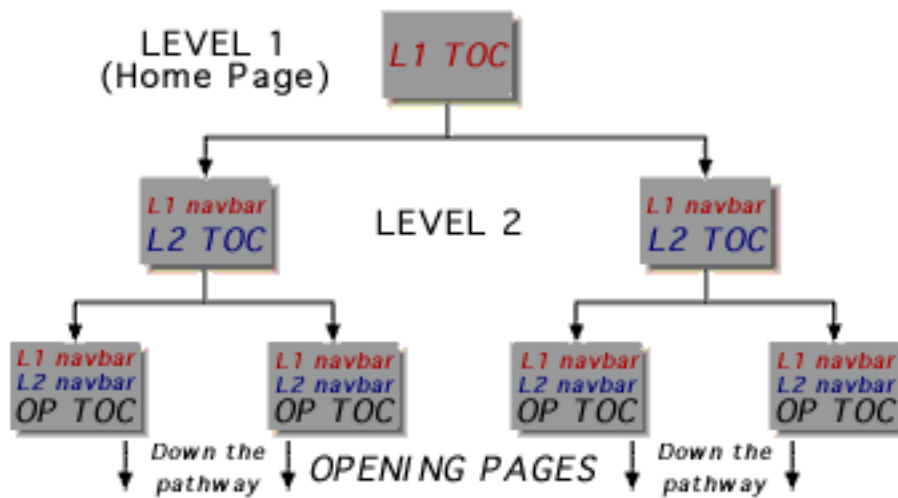 LEVEL 1
(Home Page)
L1 TOC
L1 navbar
L2 TOC
LEVEL 2
L1 navbar
L2 TOC
L1 navbar
L2 navbar
OP TOC
L1 navbar
L2 navbar
OP TOC
L1 navbar
L2 navbar
OP TOC
L1 navbar
L2 navbar
OP TOC
Down the
pathway
OPENING PAGES
Down the
pathway